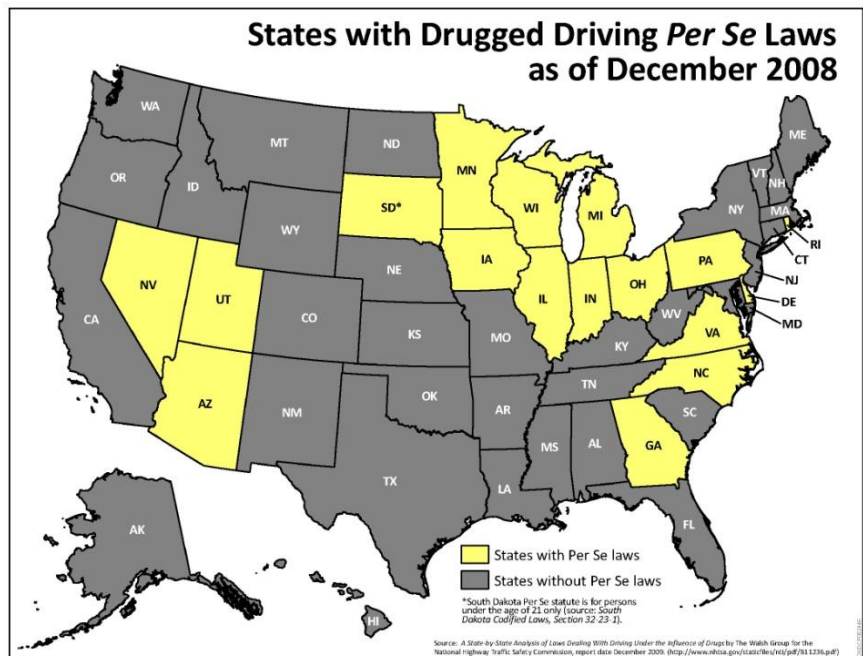 States with Drugged Driving Per Se Laws
as of December 2008
WA
MT
ND
MN
ME
OR
ID
SD*
WI
MI
VT
NH
NY
MA
RI
CT
WY
IA
NE
PA
NJ
NV
UT
IL
IN
OH
DE
MD
CA
CO
KS
MO
WV
VA
KY
NC
AZ
NM
OK
AR
TN
SC
MS
AL
GA
TX
LA
FL
AK
HI
States with Per Se laws
States without Per Se laws
*South Dakota Per Se statute is for persons
under the age of 21 only (source: South
Dakota Codified Laws, Section 32-23-1).
Source: A State-by-State Analysis of Laws Dealing With Driving Under the Influence of Drugs by The Walsh Group for the
National Highway Traffic Safety Commission, report date December 2009. (http://www.nhtsa.gov/staticfiles/nti/pdf/811236.pdf)